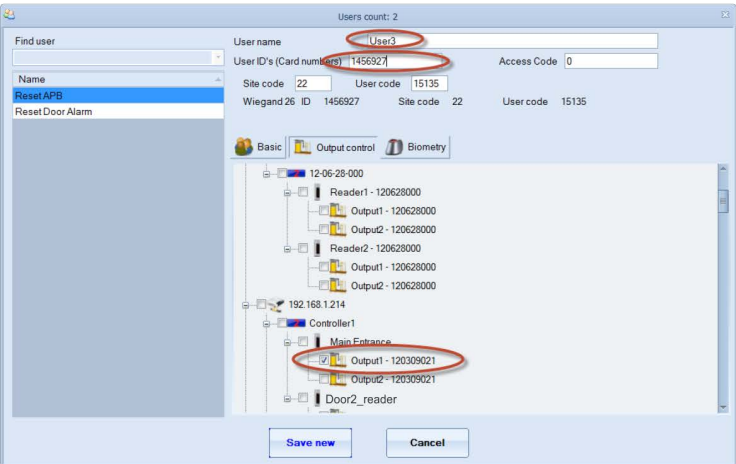 Users count: 2
Find user
User name User3
User ID's (Card numbers) 1456927 Access Code 0
Name
Site code 22 User code 15135
Reset APB
Wiegand 26 ID 1456927 Site code 22 User code 15135
Reset Door Alarm
Basic Output control Biometry
12-06-28-000
Reader1 - 120628000
Output1 - 120628000
Output2 - 120628000
Reader2 - 120628000
Output1 - 120628000
Output2 - 120628000
192.168.1.214
Controller1
Main Entrance
Output1 - 120309021
Output2 - 120309021
Door2_reader
Save new Cancel